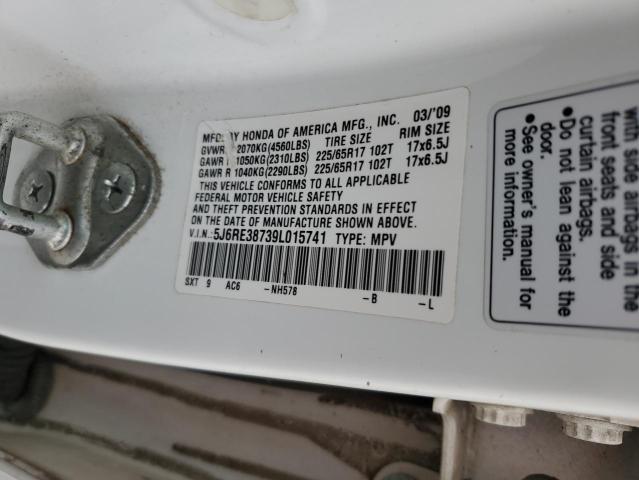 MFD. BY HONDA OF AMERICA MFG., INC. 03/'09
GVWR 2070KG(4560LBS) TIRE SIZE RIM SIZE
GAWR F 1050KG(2310LBS) 225/65R17 102T 17x6.5J
GAWR R 1040KG(2290LBS) 225/65R17 102T 17x6.5J
THIS VEHICLE CONFORMS TO ALL APPLICABLE
FEDERAL MOTOR VEHICLE SAFETY
AND THEFT PREVENTION STANDARDS IN EFFECT
ON THE DATE OF MANUFACTURE SHOWN ABOVE.
V.I.N.: 5J6RE38739L015741 TYPE: MPV
SXT 9 AC6 -NH578 -B -L
with side airbags in the
front seats and side
curtain airbags.
• Do not lean against the
door.
• See owner's manual for
more information.